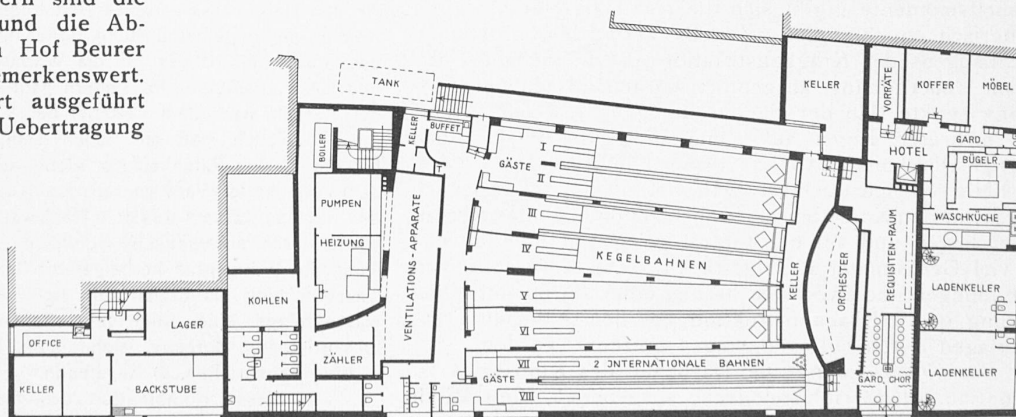 ern sind die
und die Ab-
n Hof Beurer
emerkenswert.
rt ausgeführt
Uebertragung
TANK
KELLER
VORRÄTE
KOFFER
MÖBEL
BOILER
KELLER
BUFFET
T
GÄSTE
I
II
III
IV
V
VI
VII
VIII
KEGELBAHNEN
2 JNTERNATIONALE BAHNEN
GÄSTE
HOTEL
GARD.
BÜGELR
WASCHKÜCHE
PUMPEN
HEIZUNG
VENTILATIONS-APPARATE
KELLER
ORCHESTER
REQUISITEN-RAUM
LADENKELLER
LADENKELLER
GARD. CHOR
KOHLEN
ZÄHLER
OFFICE
LAGER
KELLER
BACKSTUBE